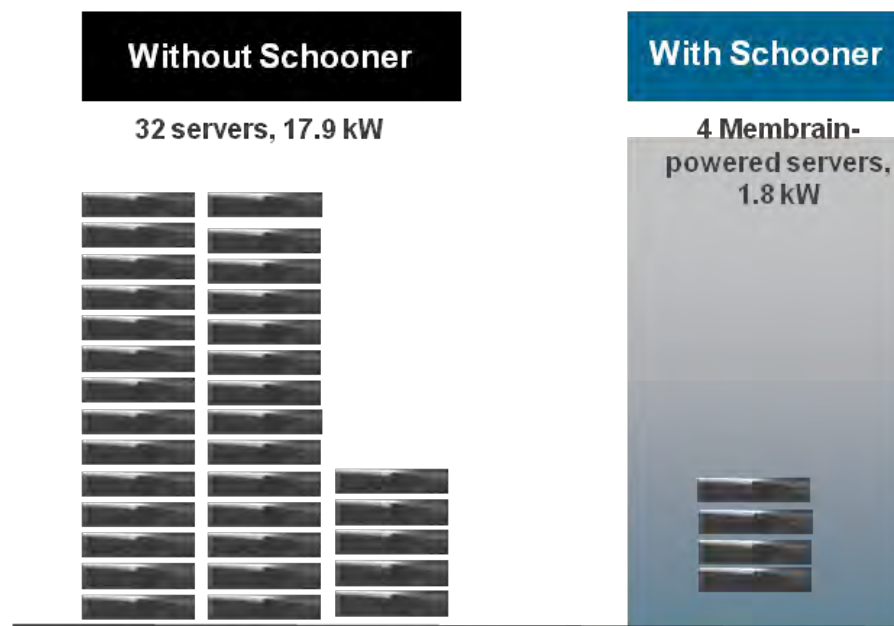 Without Schooner
With Schooner
32 servers, 17.9 kW
4 Membrain-
powered servers,
1.8 kW